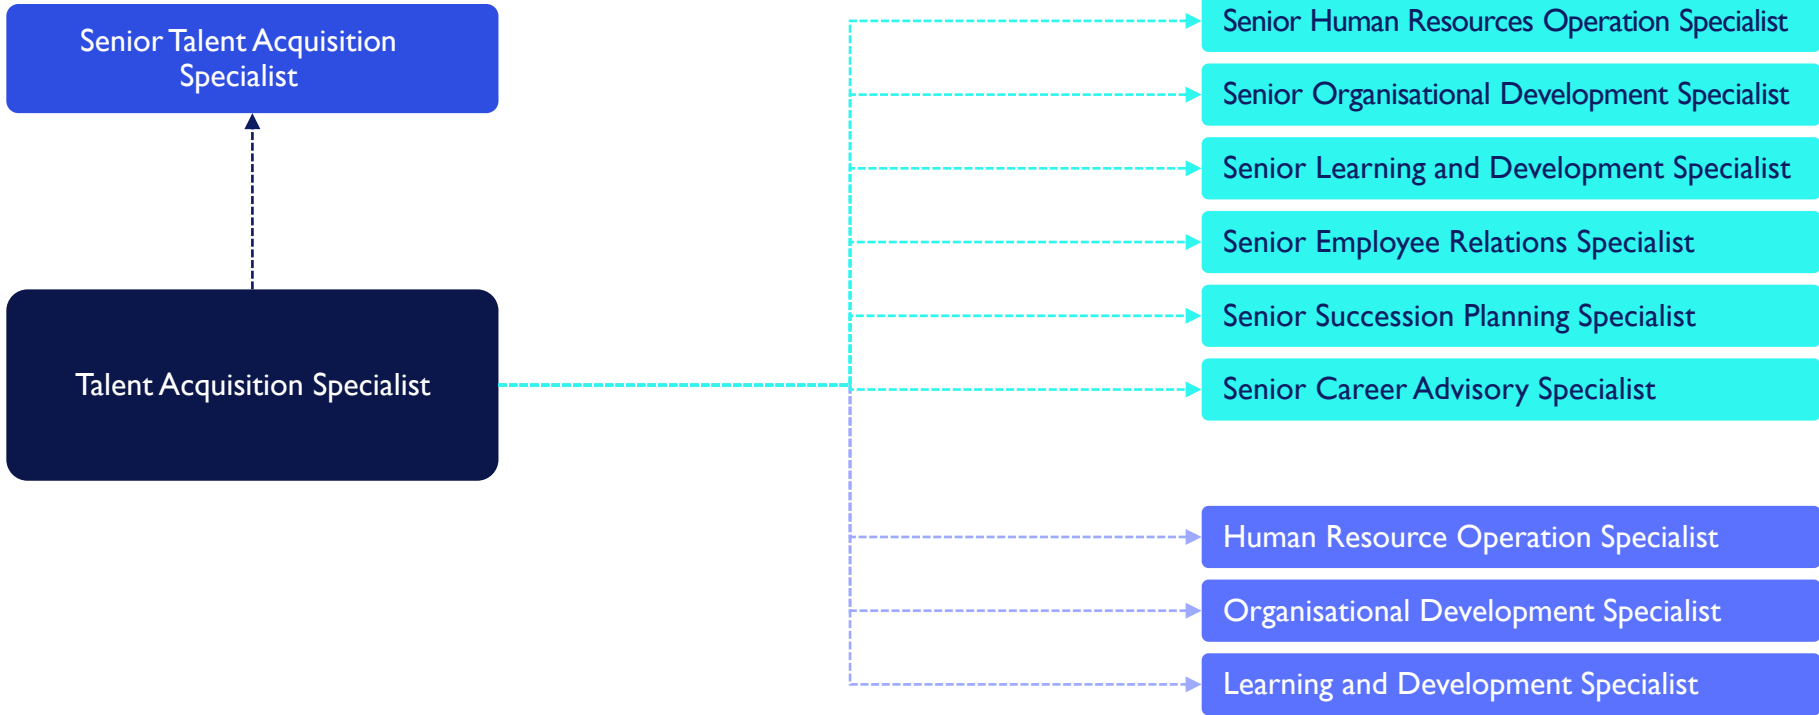 Senior Talent Acquisition
Specialist
Talent Acquisition Specialist
Senior Human Resources Operation Specialist
Senior Organisational Development Specialist
Senior Learning and Development Specialist
Senior Employee Relations Specialist
Senior Succession Planning Specialist
Senior Career Advisory Specialist
Human Resource Operation Specialist
Organisational Development Specialist
Learning and Development Specialist